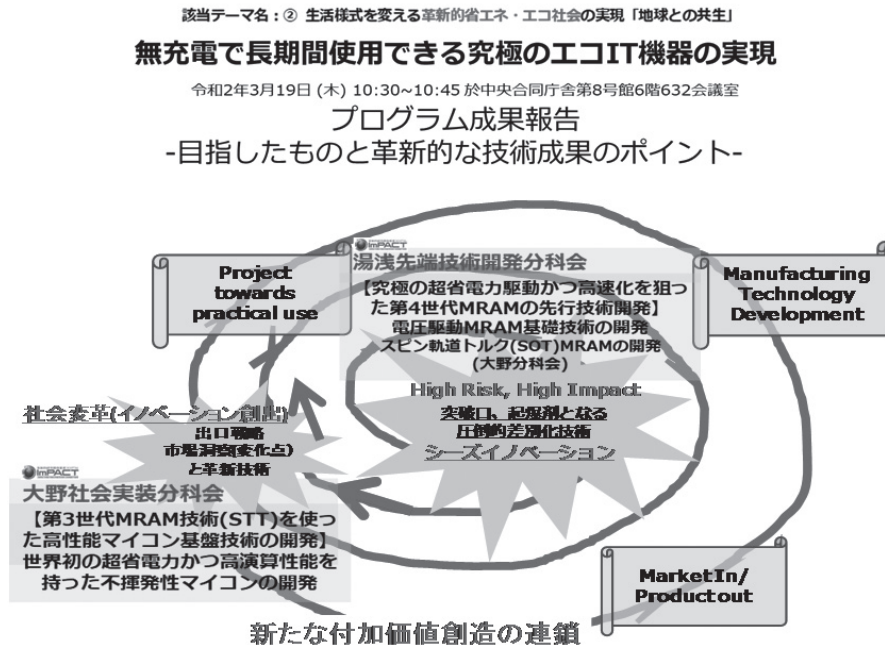 該当テーマ名：② 生活様式を変える革新的省エネ・エコ社会の実現「地球との共生」
無充電で長期間使用できる究極のエコIT機器の実現
令和2年3月19日 (木) 10:30~10:45 於中央合同庁舎第8号館6階632会議室
プログラム成果報告
-目指したものと革新的な技術成果のポイント-
ImPACT
湯浅先端技術開発分科会
【究極の超省電力駆動かつ高速化を狙っ
た第4世代MRAMの先行技術開発】
電圧駆動MRAM基礎技術の開発
スピン軌道トルク(SOT)MRAMの開発
(大野分科会)
Project
towards
practical use
Manufacturing
Technology
Development
High Risk, High Impact
突破口、起爆剤となる
圧倒的差別化技術
シーズイノベーション
社会変革(イノベーション創出)
出口戦略
市場洞察(変化点)
と革新技術
ImPACT
大野社会実装分科会
【第3世代MRAM技術(STT)を使っ
た高性能マイコン基盤技術の開発】
世界初の超省電力かつ高演算性能を
持った不揮発性マイコンの開発
MarketIn/
Productout
新たな付加価値創造の連鎖